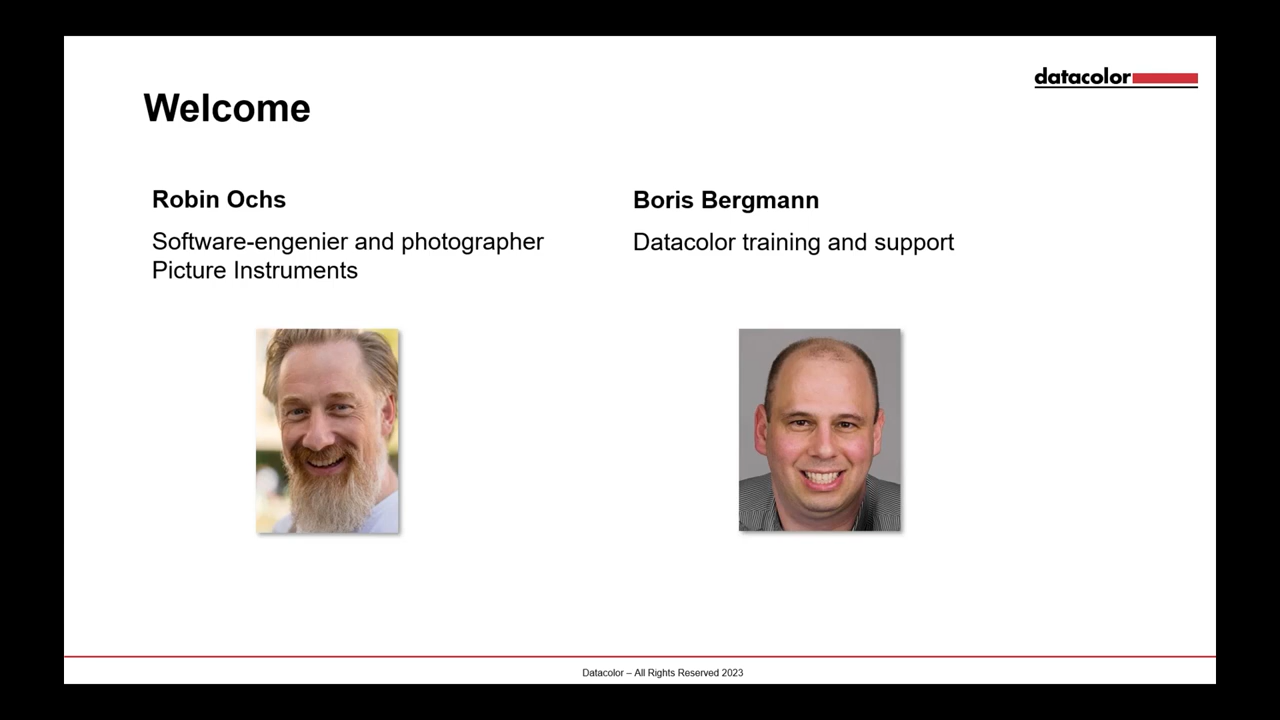 datacolor
Welcome
Robin Ochs
Software-engenier and photographer
Picture Instruments
Boris Bergmann
Datacolor training and support
Datacolor – All Rights Reserved 2023